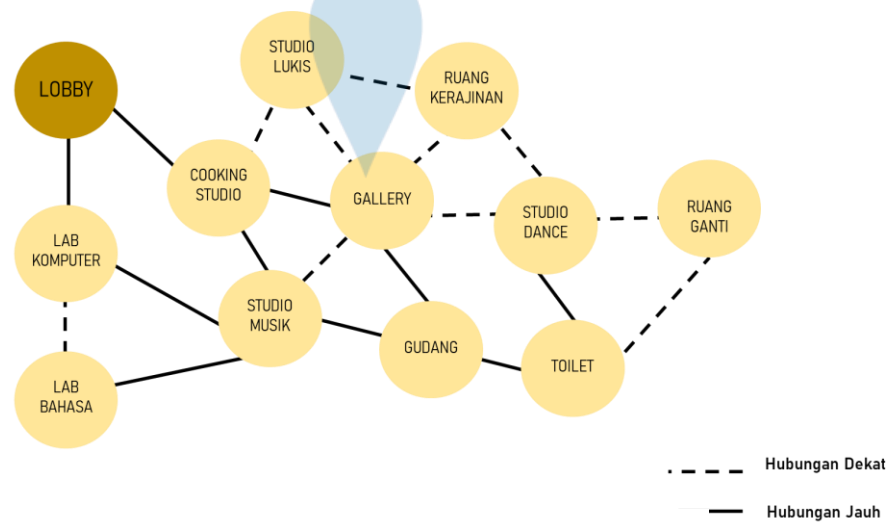 LOBBY
STUDIO
LUKIS
RUANG
KERAJINAN
COOKING
STUDIO
GALLERY
STUDIO
DANCE
RUANG
GANTI
LAB
KOMPUTER
STUDIO
MUSIK
GUDANG
TOILET
LAB
BAHASA
Hubungan Dekat
Hubungan Jauh